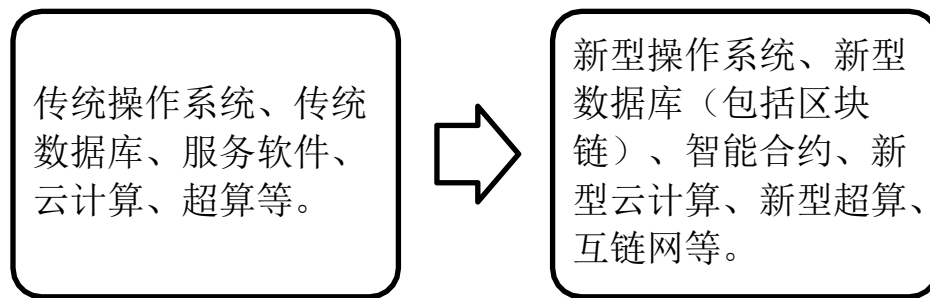 传统操作系统、传统
数据库、服务软件、
云计算、超算等。
新型操作系统、新型
数据库（包括区块
链）、智能合约、新
型云计算、新型超算、
互链网等。